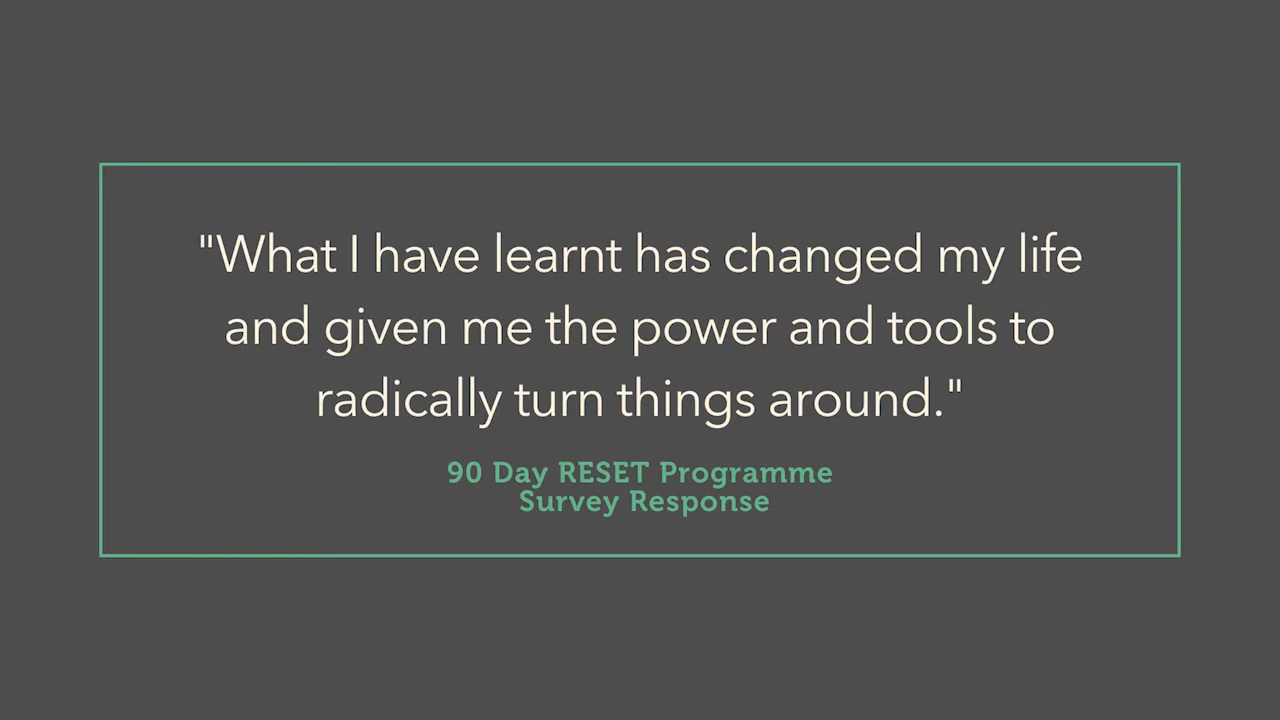 "What I have learnt has changed my life
and given me the power and tools to
radically turn things around."
90 Day RESET Programme
Survey Response